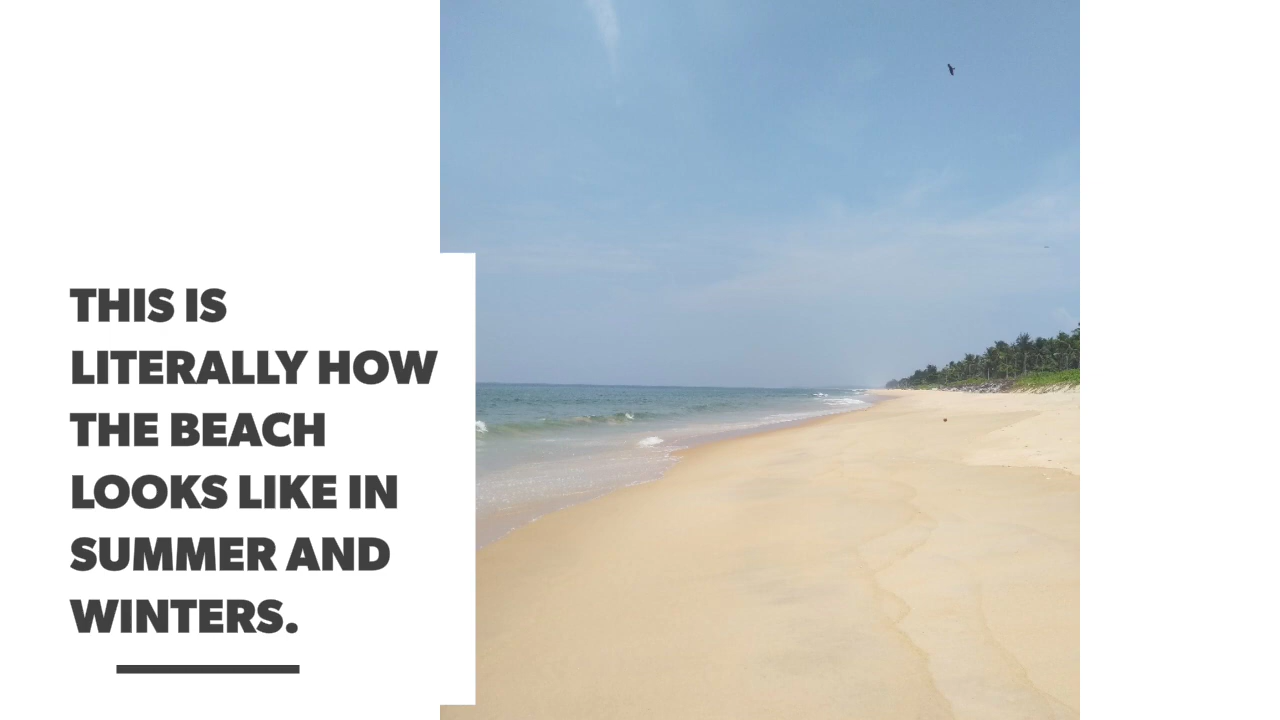 THIS IS
LITERALLY HOW
THE BEACH
LOOKS LIKE IN
SUMMER AND
WINTERS.